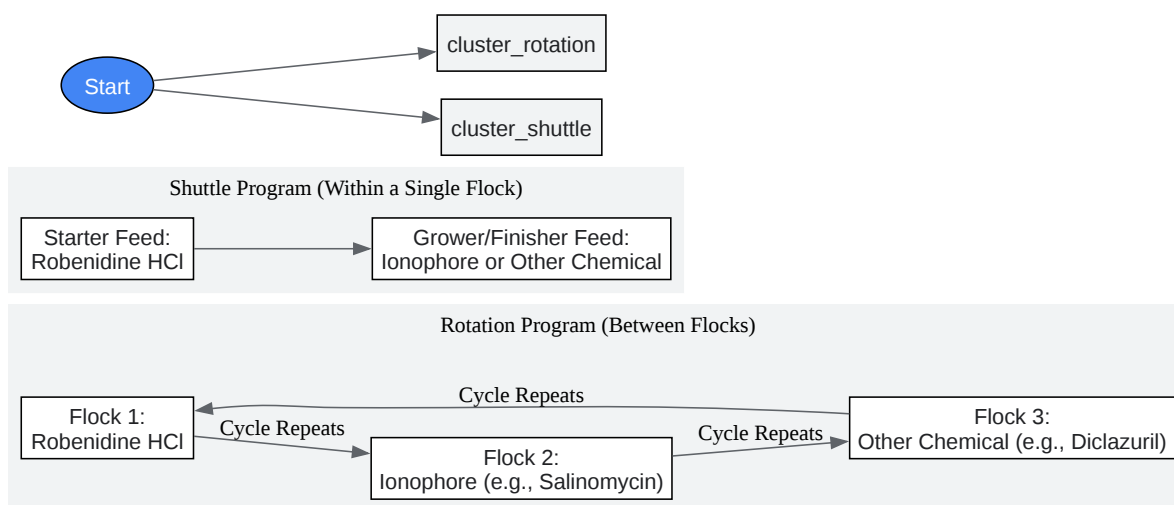 Start
cluster_rotation
cluster_shuttle
Shuttle Program (Within a Single Flock)
Starter Feed:
Robenidine HCl
Grower/Finisher Feed:
Ionophore or Other Chemical
Rotation Program (Between Flocks)
Cycle Repeats
Flock 1:
Robenidine HCl
Cycle Repeats
Flock 2:
Ionophore (e.g., Salinomycin)
Cycle Repeats
Flock 3:
Other Chemical (e.g., Diclazuril)